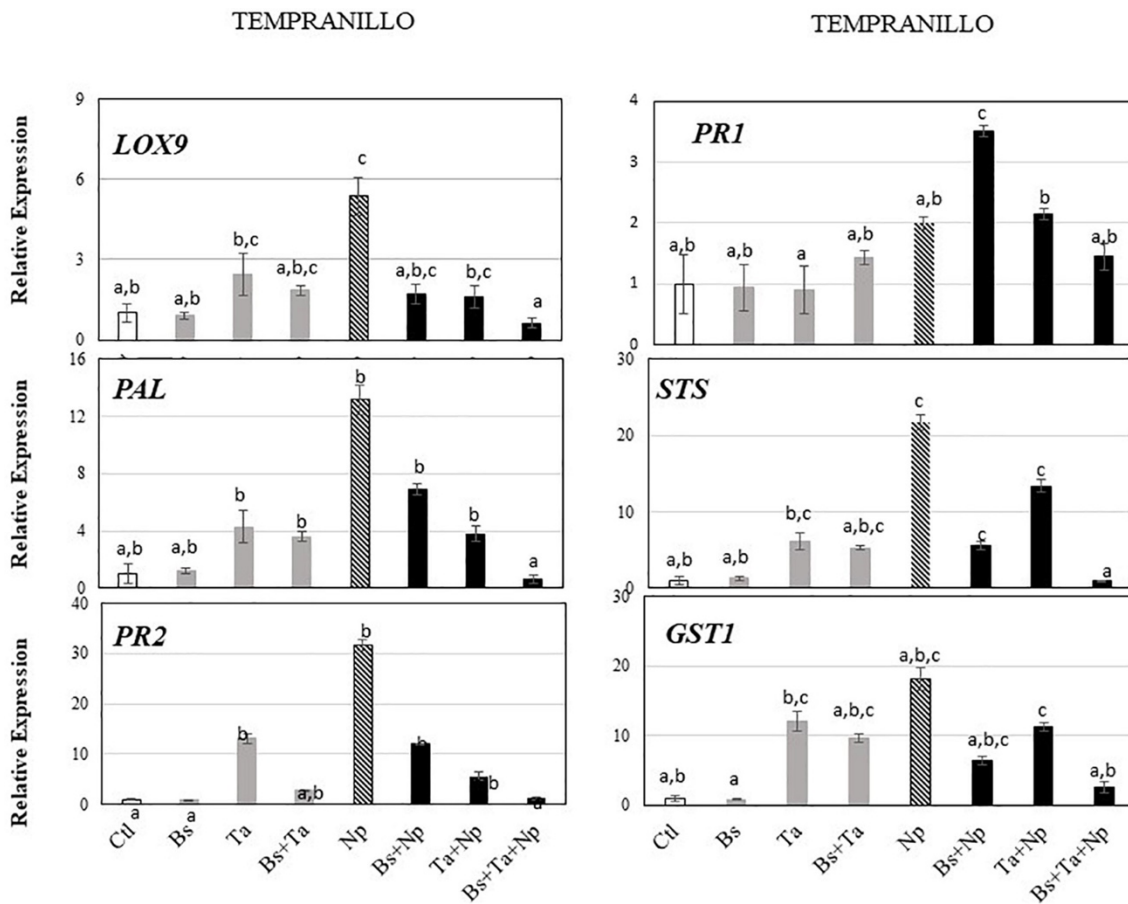 TEMPRANILLO
TEMPRANILLO
Relative Expression
9
6
3
0
LOX9
a,b
a,b
b,c
a,b,c
c
a,b,c
b,c
a
4
3
2
1
0
PR1
a,b
a,b
a
a,b
a,b
c
b
a,b
Relative Expression
16
12
8
4
0
PAL
a,b
a,b
b
b
b
b
b
a
30
20
10
0
STS
a,b
a,b
b,c
a,b,c
c
c
c
a
Relative Expression
40
30
20
10
0
PR2
a
a
b
a,b
b
b
b
a
30
20
10
0
GST1
a,b
a
b,c
a,b,c
a,b,c
a,b,c
c
a,b
Ctl
Bs
Ta
Bs+Ta
Np
Bs+Np
Ta+Np
Bs+Ta+Np
Ctl
Bs
Ta
Bs+Ta
Np
Bs+Np
Ta+Np
Bs+Ta+Np